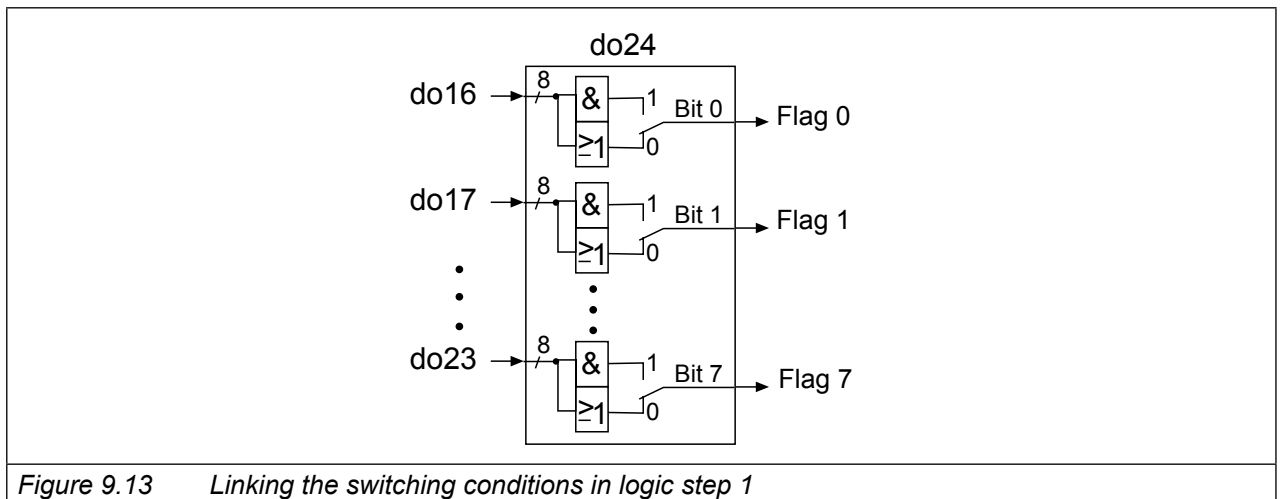 do24
do16 8 & 1 Bit 0 Flag 0
≥1 0
do17 8 & 1 Bit 1 Flag 1
≥1 0
do23 8 & 1 Bit 7 Flag 7
≥1 0
Figure 9.13 Linking the switching conditions in logic step 1